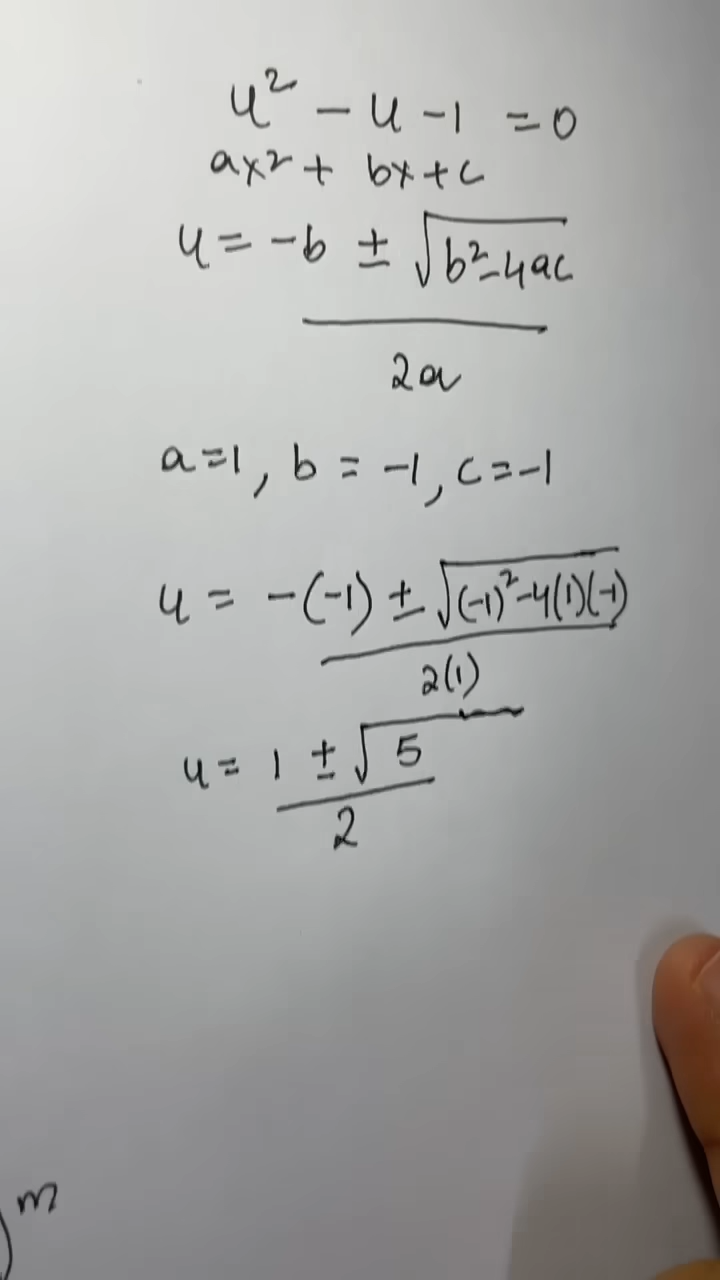 u² - u - 1 = 0
ax² + bx + c
u = -b ± √b² - 4ac
2a
a = 1, b = -1, c = -1
u = -(-1) ± √(-1)² - 4(1)(-1)
2(1)
u = 1 ± √5
2
)ᵐ